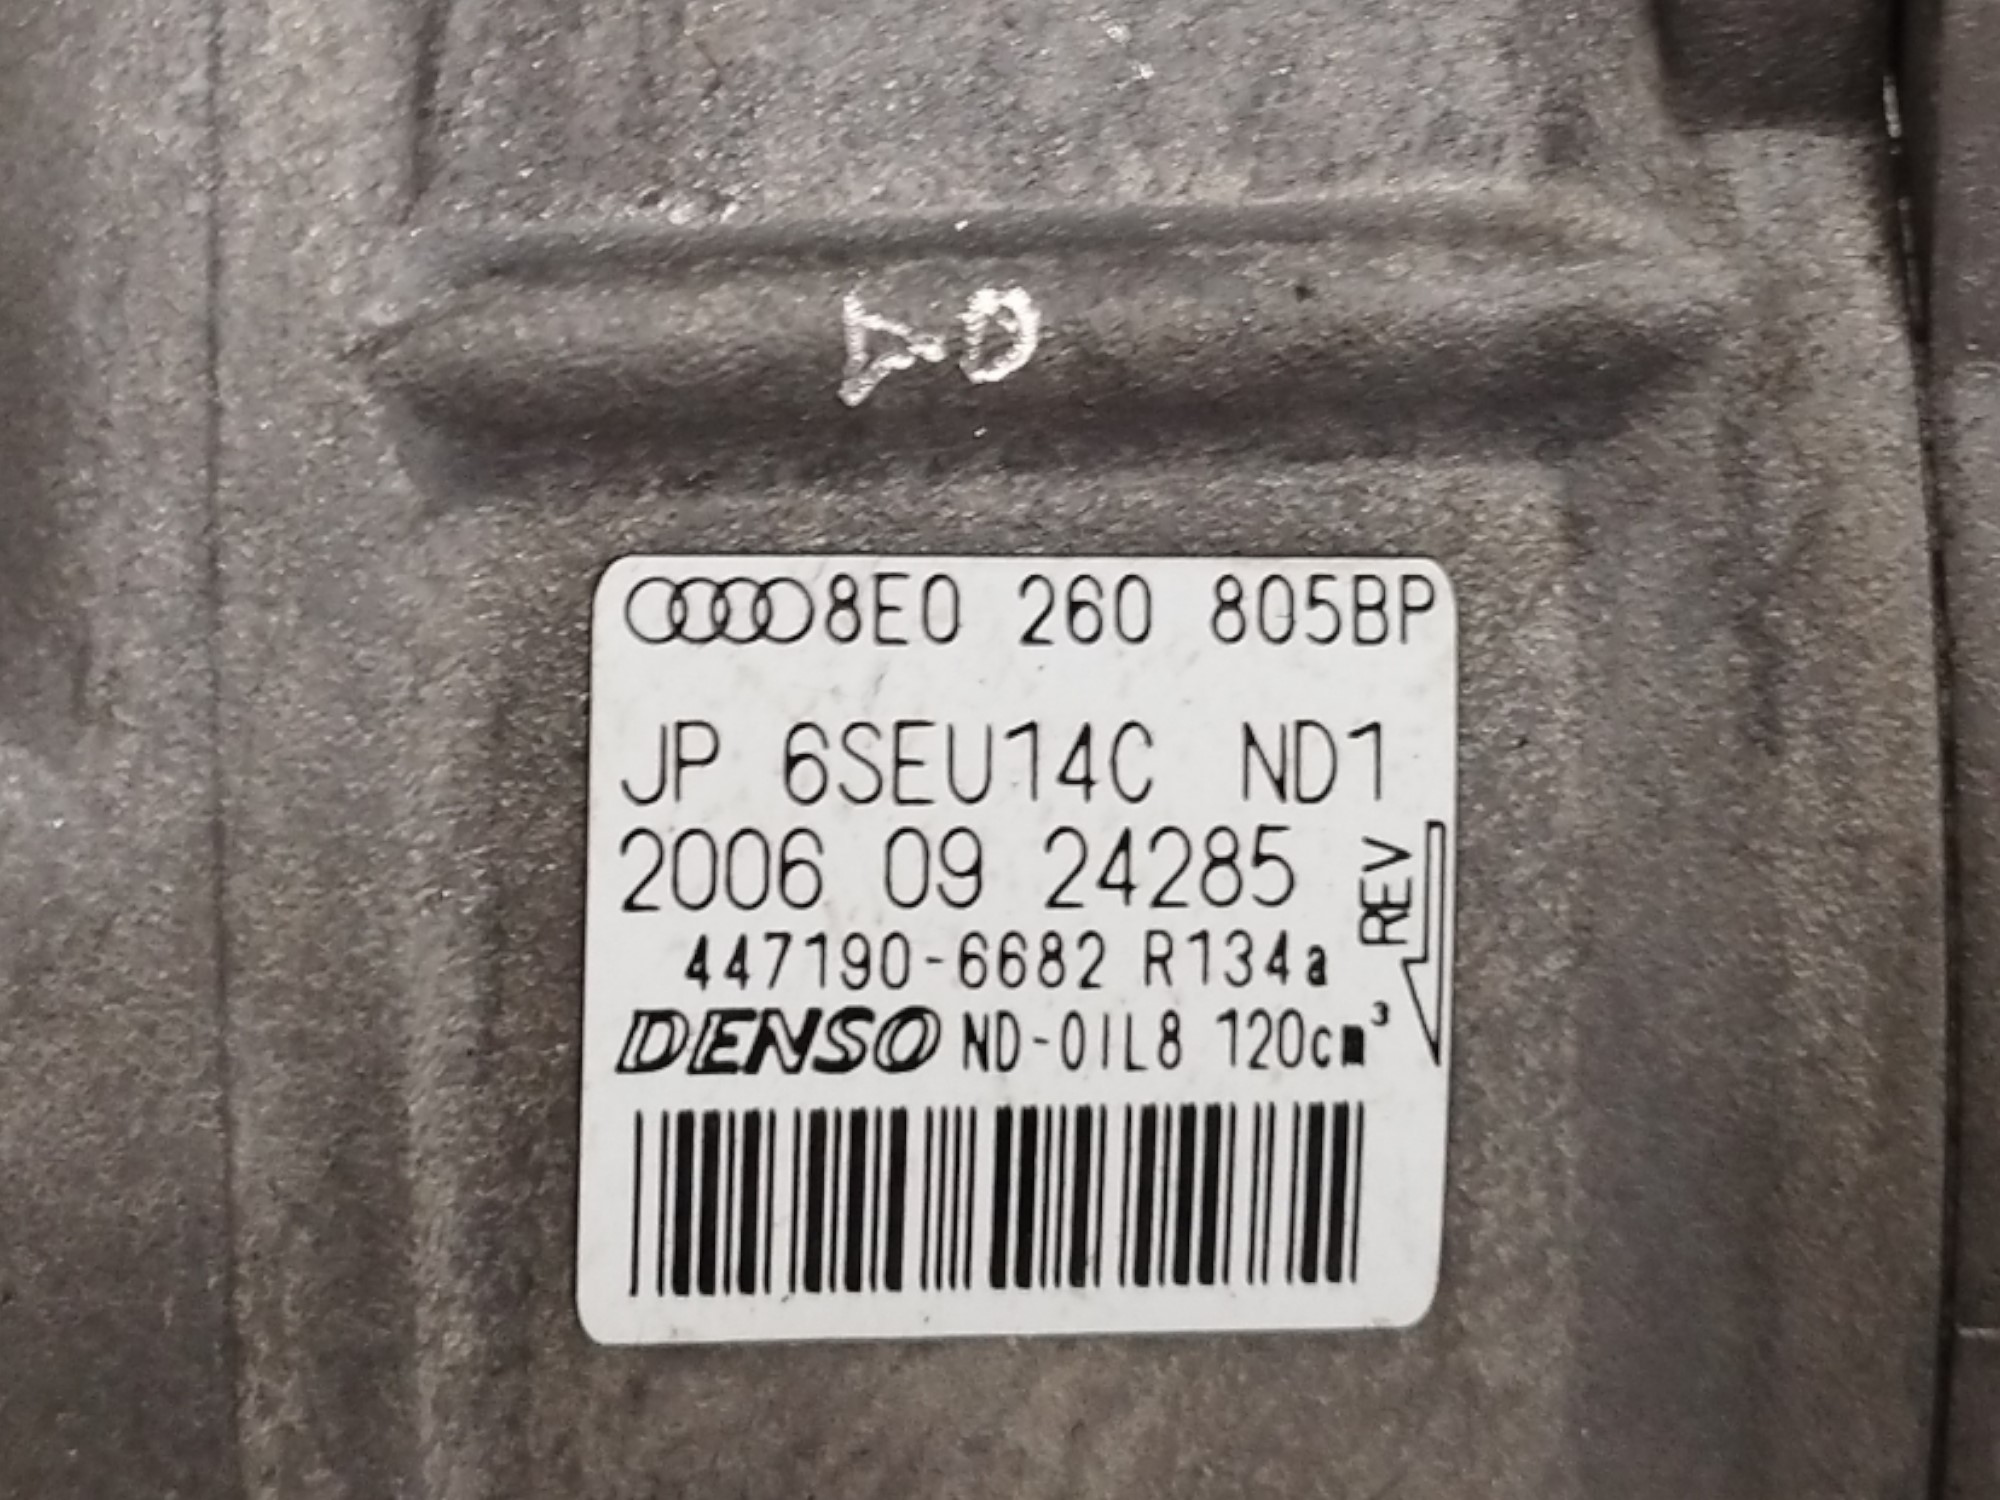 8E0 260 805BP
JP 6SEU14C ND1
2006 09 24285
REV
447190-6682 R134a
DENSO ND-OIL8 120cm³